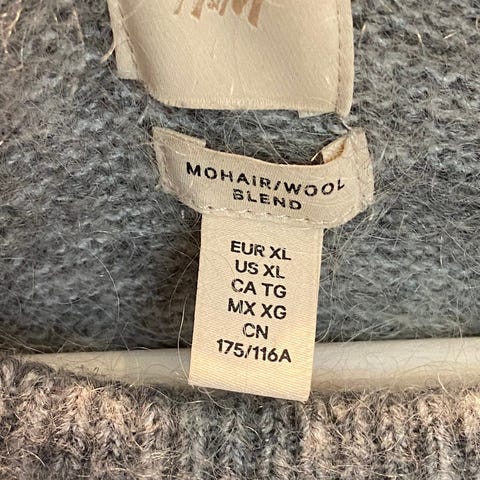 MOHAIR/WOOL
BLEND
EUR XL
US XL
CA TG
MX XG
CN
175/116A